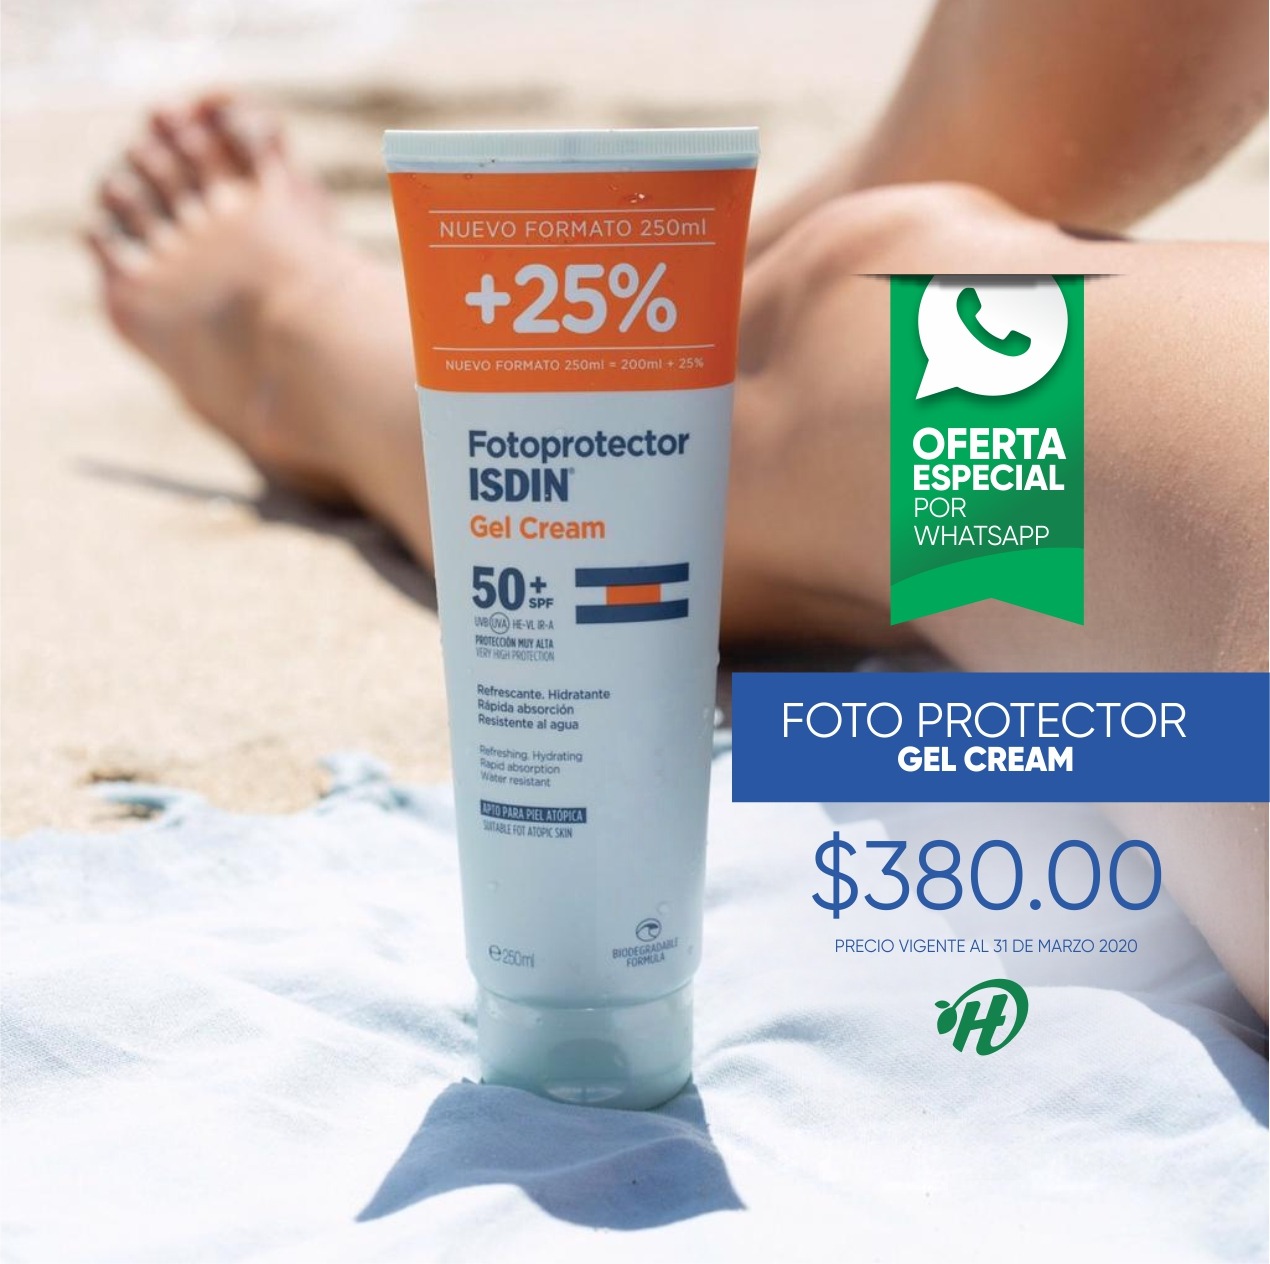 NUEVO FORMATO 250ml
+25%
NUEVO FORMATO 250ml = 200ml + 25%
Fotoprotector
ISDIN®
Gel Cream
50+
SPF
UVB UVA HE-VL IR-A
PROTECCIÓN MUY ALTA
VERY HIGH PROTECTION
Refrescante. Hidratante
Rápida absorción
Resistente al agua
Refreshing. Hydrating
Rapid absorption
Water resistant
APTO PARA PIEL ATÓPICA
SUITABLE FOT ATOPIC SKIN
℮250ml
BIODEGRADABLE
FORMULA
OFERTA
ESPECIAL
POR
WHATSAPP
FOTO PROTECTOR
GEL CREAM
$380.00
PRECIO VIGENTE AL 31 DE MARZO 2020
H